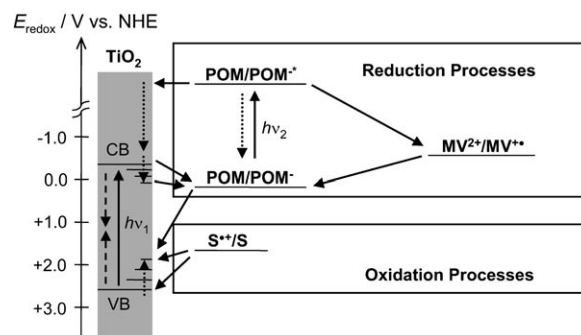 E_redox / V vs. NHE
TiO₂
POM/POM⁻*
Reduction Processes
hν₂
-1.0
CB
MV²⁺/MV⁺•
0.0
POM/POM⁻
+1.0
hν₁
S•⁺/S
+2.0
Oxidation Processes
VB
+3.0